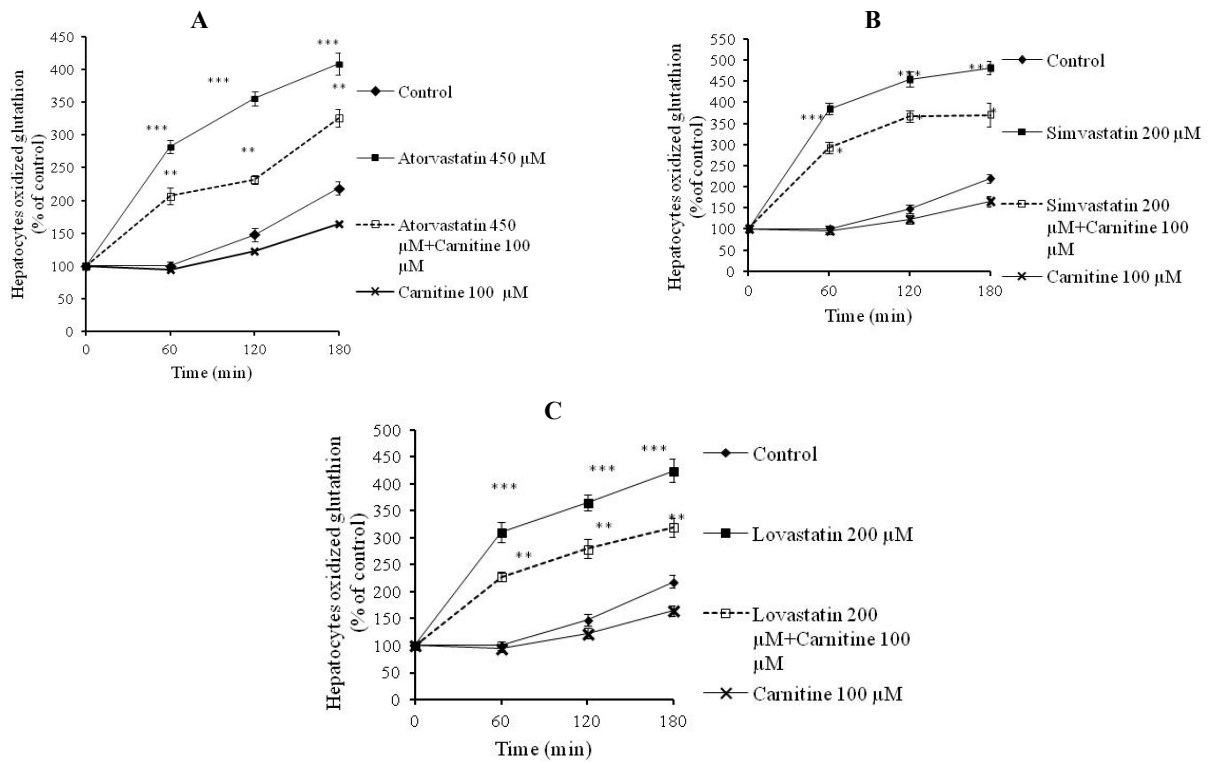 A
Hepatocytes oxidized glutathion
(% of control)
450
400
350
300
250
200
150
100
50
0
0 60 120 180
Time (min)
***
***
***
**
**
**
Control
Atorvastatin 450 µM
Atorvastatin 450
µM+Carnitine 100
µM
Carnitine 100 µM
B
Hepatocytes oxidized glutathion
(% of control)
550
500
450
400
350
300
250
200
150
100
50
0
0 60 120 180
Time (min)
***
***
***
*
*
*
Control
Simvastatin 200 µM
Simvastatin 200
µM+Carnitine 100
µM
Carnitine 100 µM
C
Hepatocytes oxidized glutathion
(% of control)
500
450
400
350
300
250
200
150
100
50
0
0 60 120 180
Time (min)
***
***
***
**
**
**
Control
Lovastatin 200 µM
Lovastatin 200
µM+Carnitine 100
µM
Carnitine 100 µM